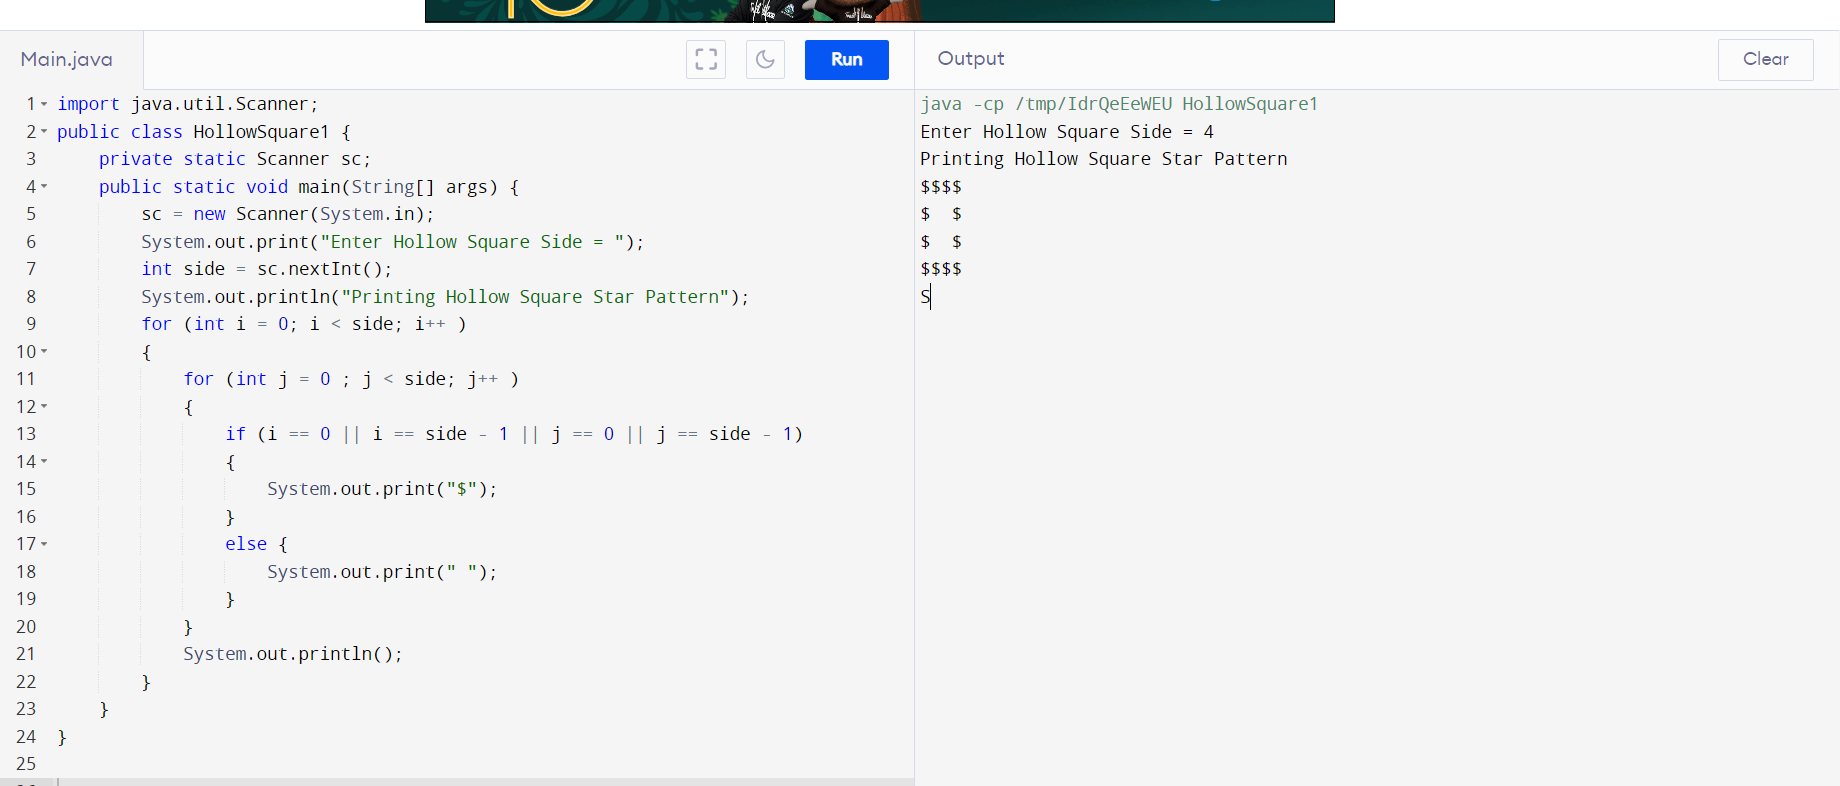 Main.java
Run
Output
Clear
1 import java.util.Scanner;
2 public class HollowSquare1 {
3     private static Scanner sc;
4     public static void main(String[] args) {
5         sc = new Scanner(System.in);
6         System.out.print("Enter Hollow Square Side = ");
7         int side = sc.nextInt();
8         System.out.println("Printing Hollow Square Star Pattern");
9         for (int i = 0; i < side; i++ )
10         {
11             for (int j = 0 ; j < side; j++ )
12             {
13                 if (i == 0 || i == side - 1 || j == 0 || j == side - 1)
14                 {
15                     System.out.print("$");
16                 }
17                 else {
18                     System.out.print(" ");
19                 }
20             }
21             System.out.println();
22         }
23     }
24 }
25
java -cp /tmp/IdrQeEeWEU HollowSquare1
Enter Hollow Square Side = 4
Printing Hollow Square Star Pattern
$$$$
$  $
$  $
$$$$
S